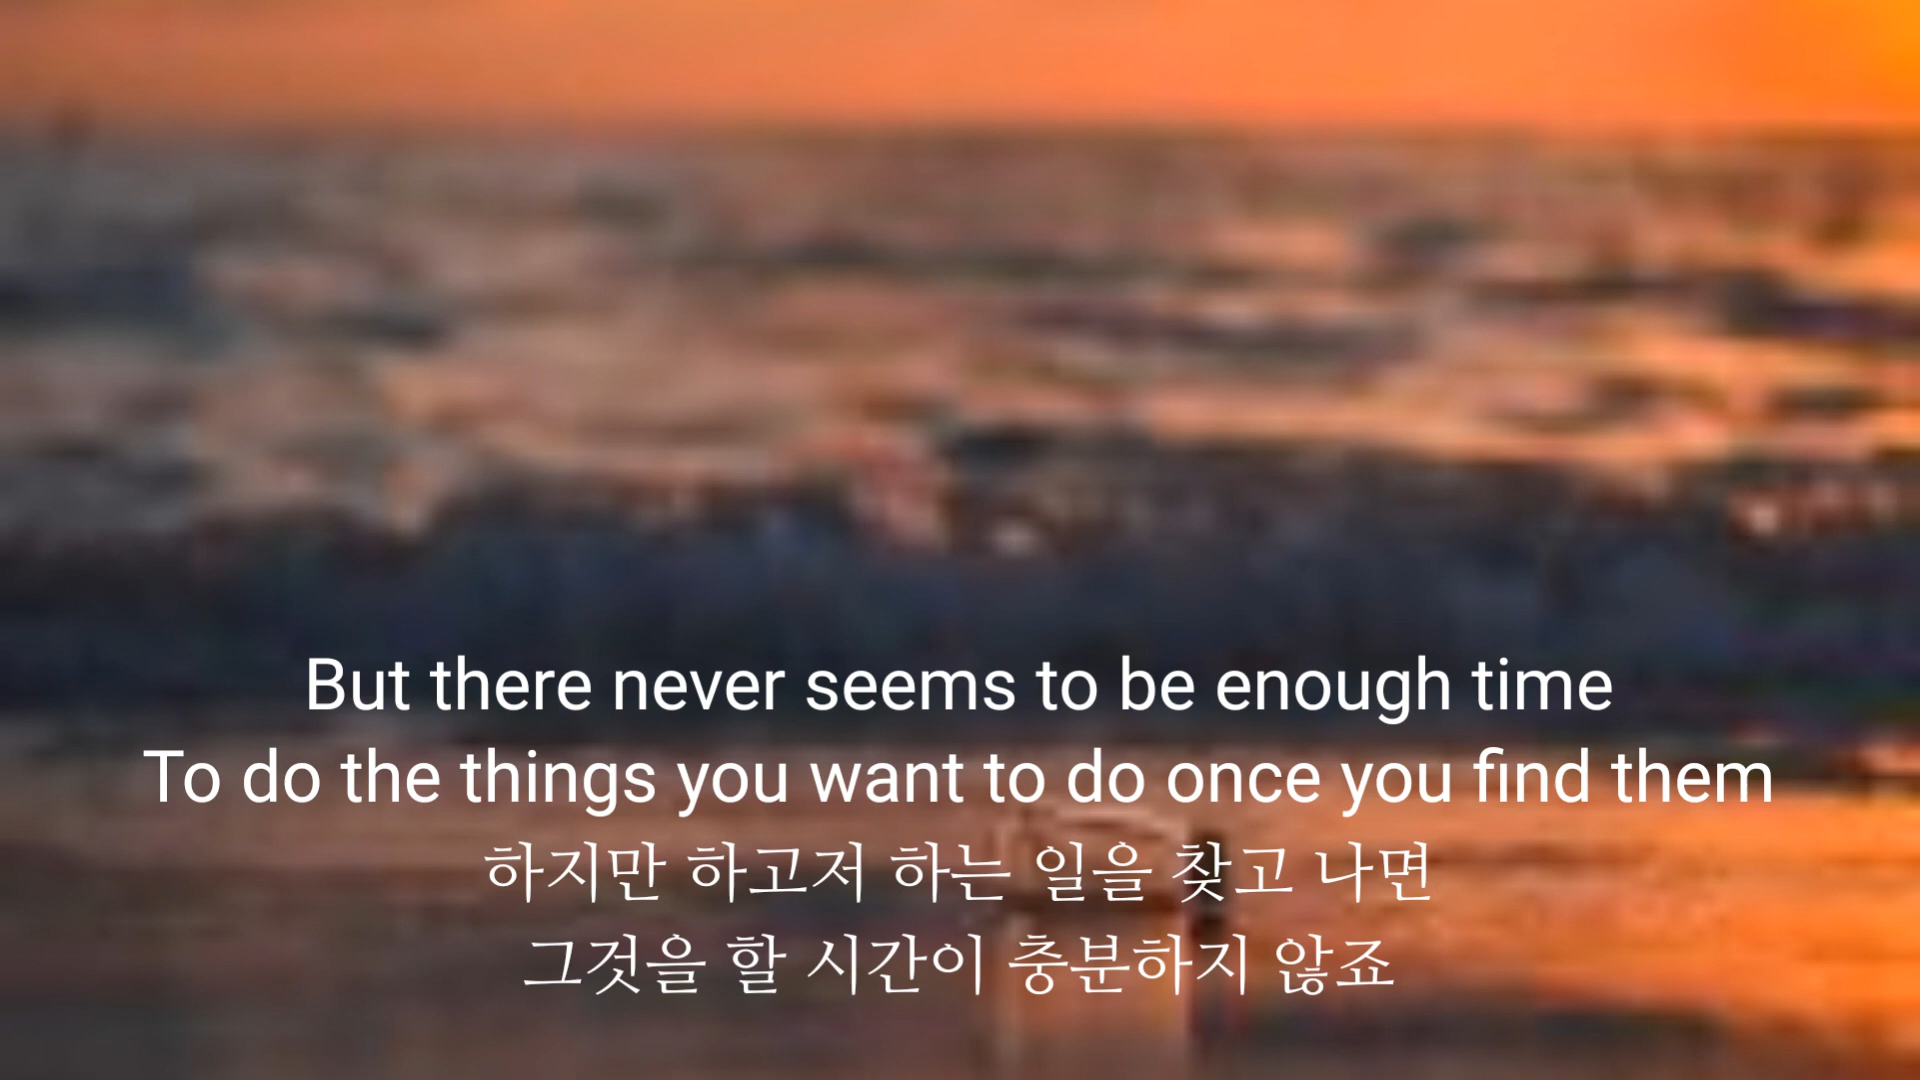 But there never seems to be enough time
To do the things you want to do once you find them
하지만 하고저 하는 일을 찾고 나면
그것을 할 시간이 충분하지 않죠